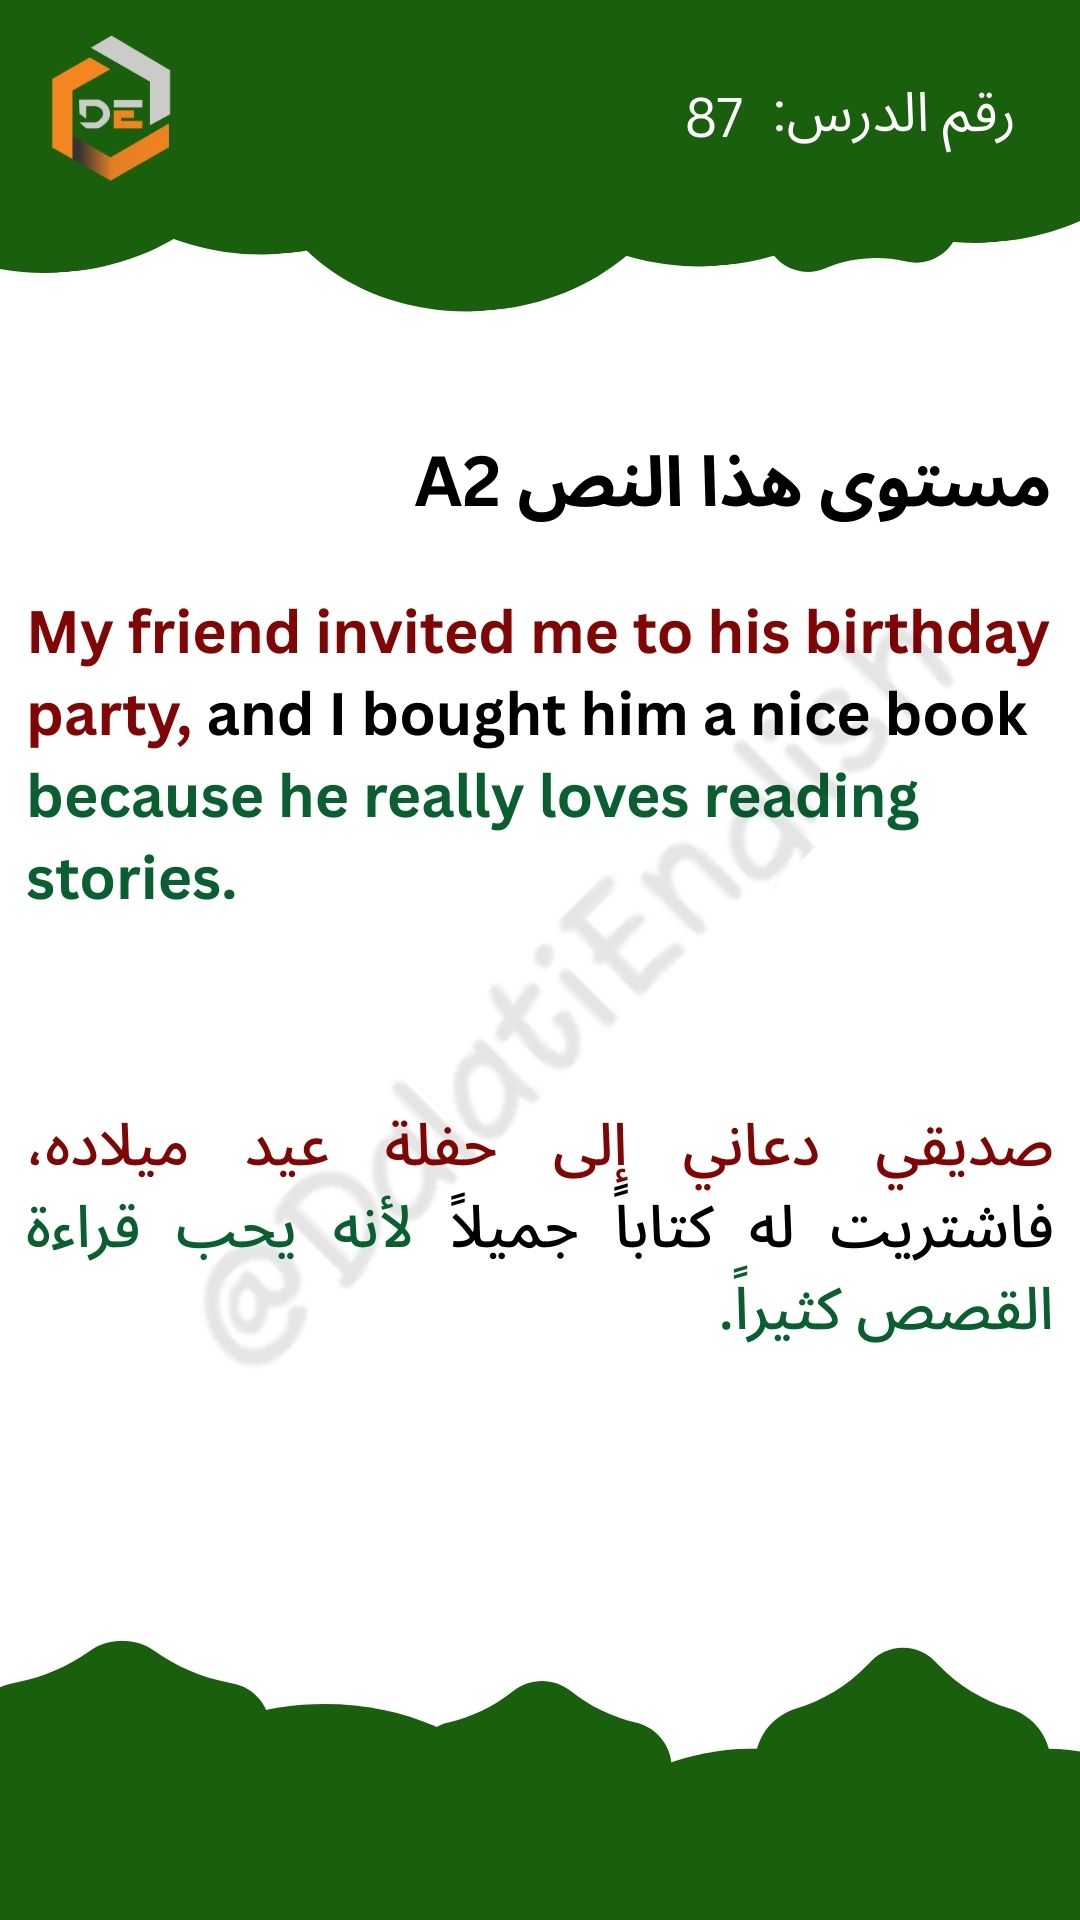 DE
رقم الدرس: 87
مستوى هذا النص A2
My friend invited me to his birthday
party, and I bought him a nice book
because he really loves reading
stories.
صديقي دعاني إلى حفلة عيد ميلاده،
فاشتريت له كتاباً جميلاً لأنه يحب قراءة
القصص كثيراً.
@DalatiEnglish